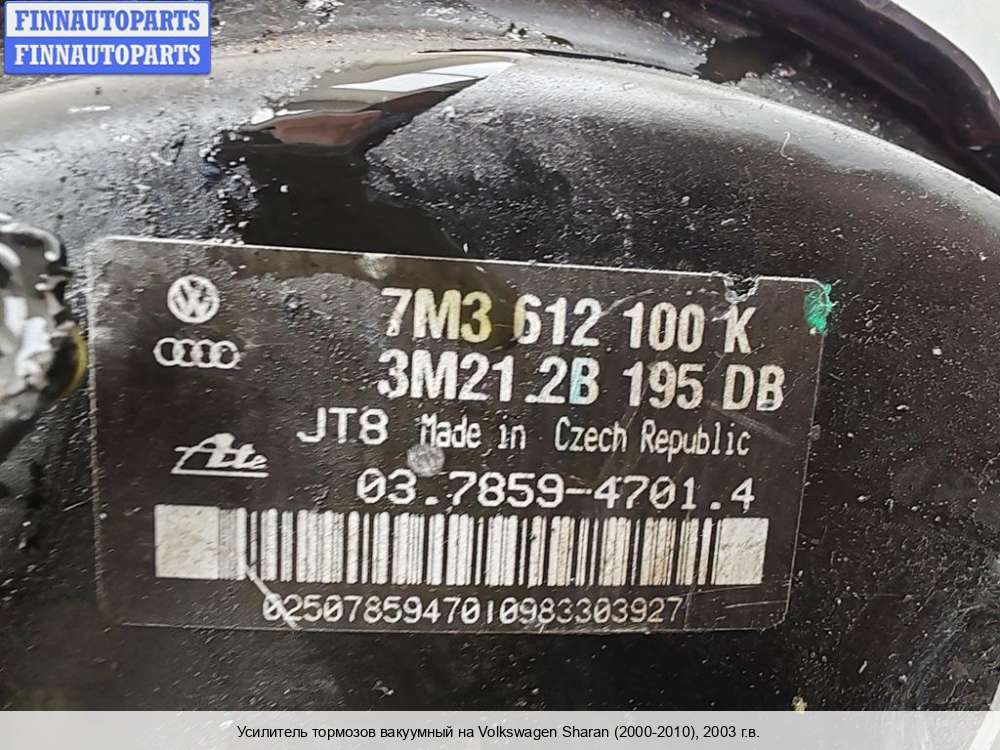 FINNAUTOPARTS
FINNAUTOPARTS
7M3 612 100 K
3M21.2B 195 DB
JT8 Made in Czech Republic
Ate
03.7859-4701.4
0250785947010983303927
Усилитель тормозов вакуумный на Volkswagen Sharan (2000-2010), 2003 г.в.